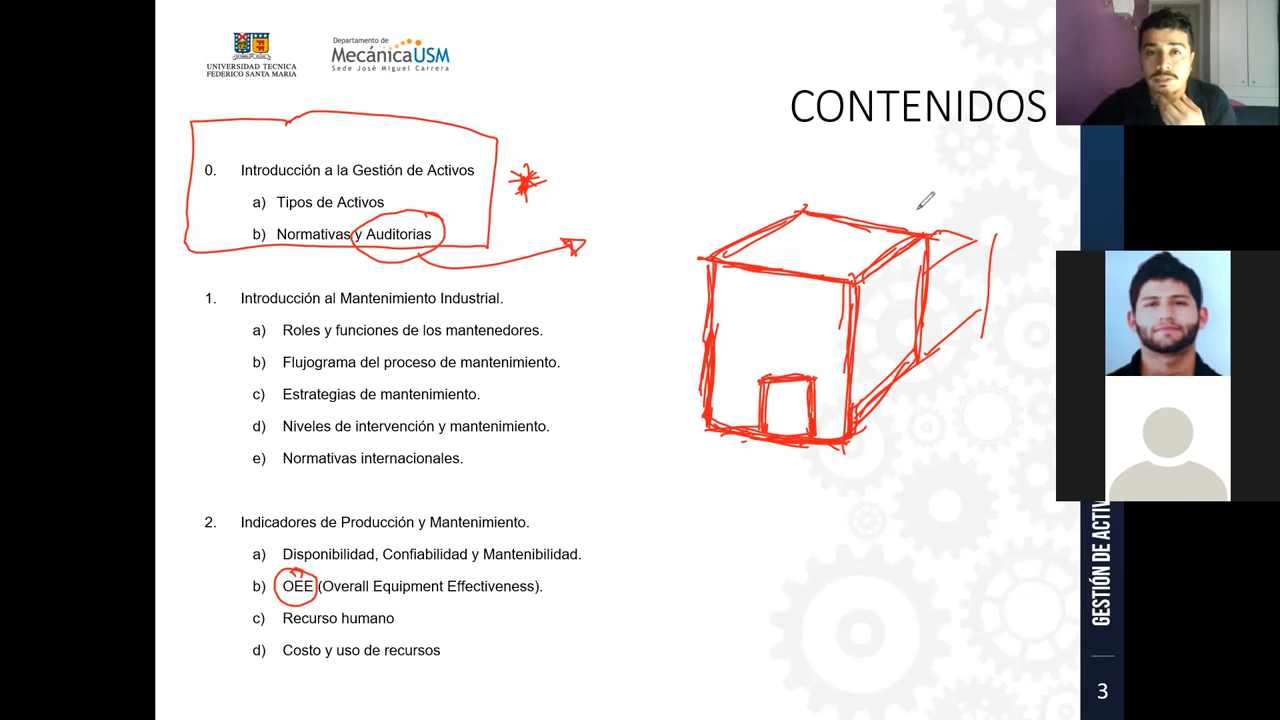 UNIVERSIDAD TECNICA
FEDERICO SANTA MARIA
Departamento de
MecánicaUSM
Sede José Miguel Carrera
CONTENIDOS
0. Introducción a la Gestión de Activos
a) Tipos de Activos
b) Normativas y Auditorias
1. Introducción al Mantenimiento Industrial.
a) Roles y funciones de los mantenedores.
b) Flujograma del proceso de mantenimiento.
c) Estrategias de mantenimiento.
d) Niveles de intervención y mantenimiento.
e) Normativas internacionales.
2. Indicadores de Producción y Mantenimiento.
a) Disponibilidad, Confiabilidad y Mantenibilidad.
b) OEE (Overall Equipment Effectiveness).
c) Recurso humano
d) Costo y uso de recursos
GESTIÓN DE ACTIV
3